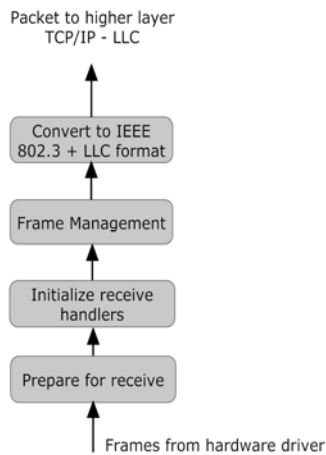 Packet to higher layer
TCP/IP - LLC
Convert to IEEE
802.3 + LLC format
Frame Management
Initialize receive
handlers
Prepare for receive
Frames from hardware driver